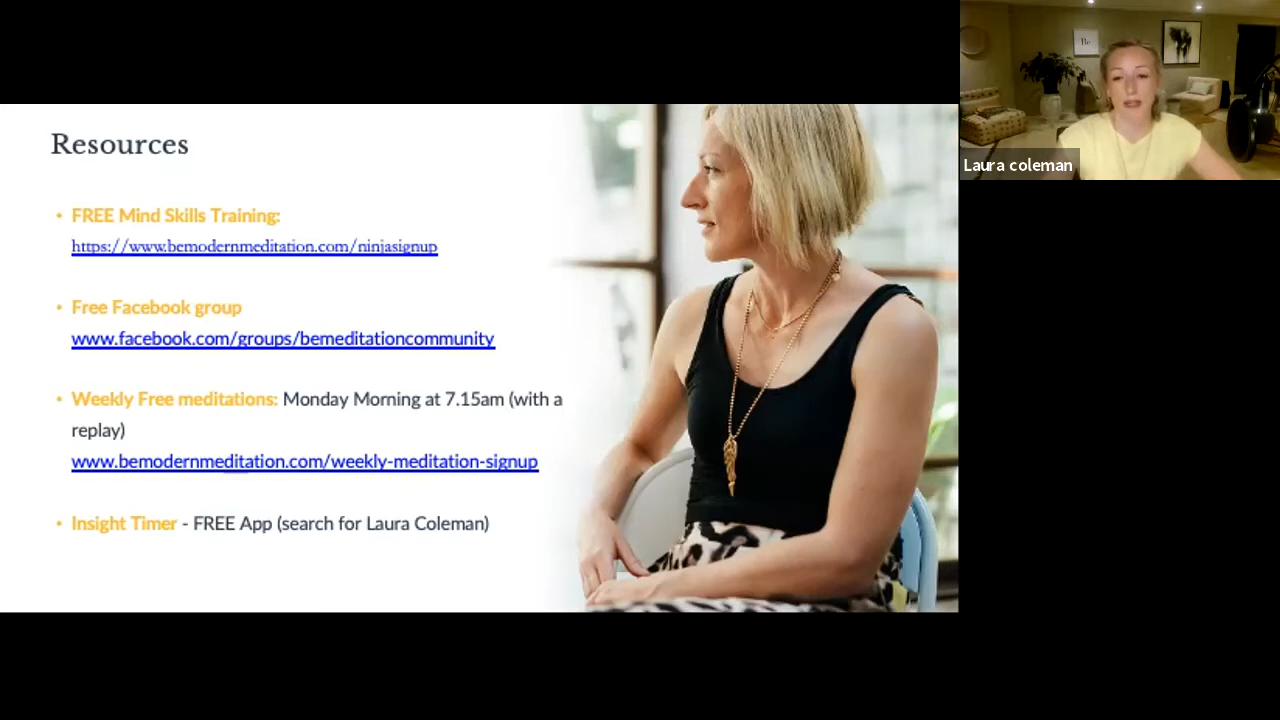 Resources
• FREE Mind Skills Training:
https://www.bemodernmeditation.com/ninjasignup
• Free Facebook group
www.facebook.com/groups/bemeditationcommunity
• Weekly Free meditations: Monday Morning at 7.15am (with a
replay)
www.bemodernmeditation.com/weekly-meditation-signup
• Insight Timer - FREE App (search for Laura Coleman)
Be
Laura coleman